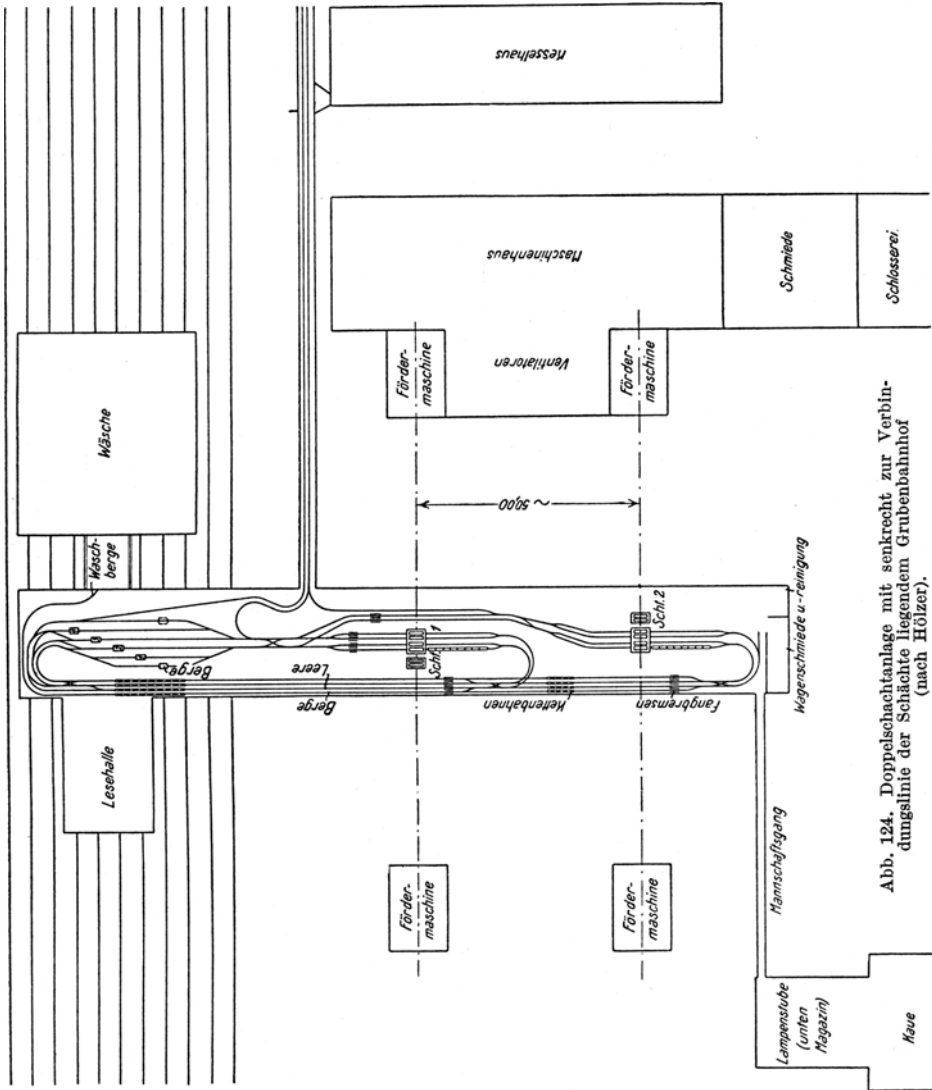 Kesselhaus
Maschinenhaus
Schmiede
Schlosserei.
Wäsche
Förder-
maschine
Ventilatoren
Förder-
maschine
Wasch-
berge
~ 50,00
Berge
Leere
Scht. 1
Scht. 2
Wagenschmiede u-reinigung
Berge
Kettenbahnen
Fangbremsen
Lesehalle
Förder-
maschine
Förder-
maschine
Mannschaftsgang
Lampenstube
(unten
Magazin)
Kaue
Abb. 124. Doppelschachtanlage mit senkrecht zur Verbin-
dungslinie der Schächte liegendem Grubenbahnhof
(nach Hölzer).